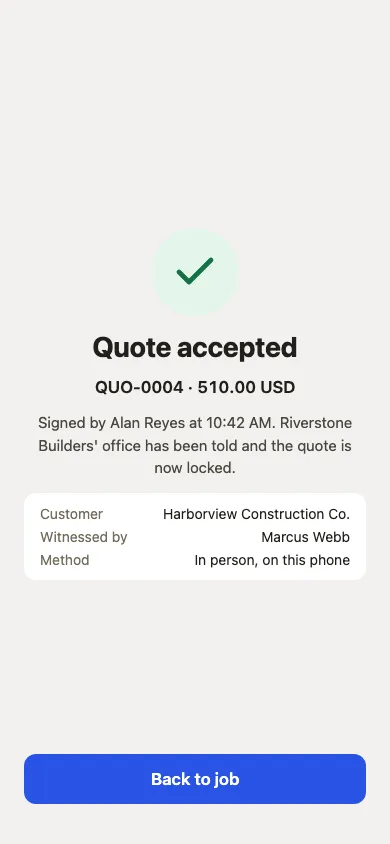 Quote accepted
QUO-0004 · 510.00 USD
Signed by Alan Reyes at 10:42 AM. Riverstone
Builders' office has been told and the quote is
now locked.
Customer Harborview Construction Co.
Witnessed by Marcus Webb
Method In person, on this phone
Back to job